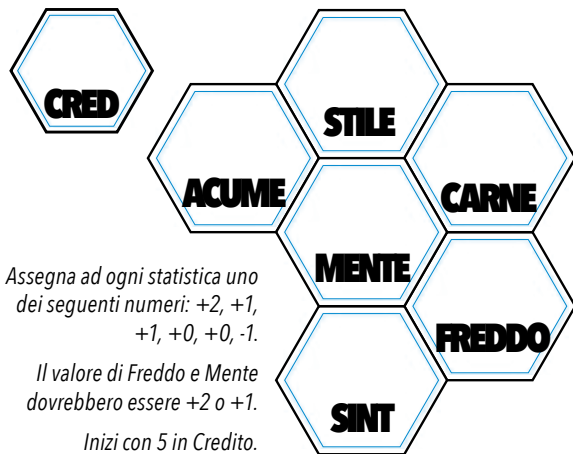 CRED
STILE
ACUME
CARNE
MENTE
FREDDO
SINT
Assegna ad ogni statistica uno
dei seguenti numeri: +2, +1,
+1, +0, +0, -1.
Il valore di Freddo e Mente
dovrebbero essere +2 o +1.
Inizi con 5 in Credito.